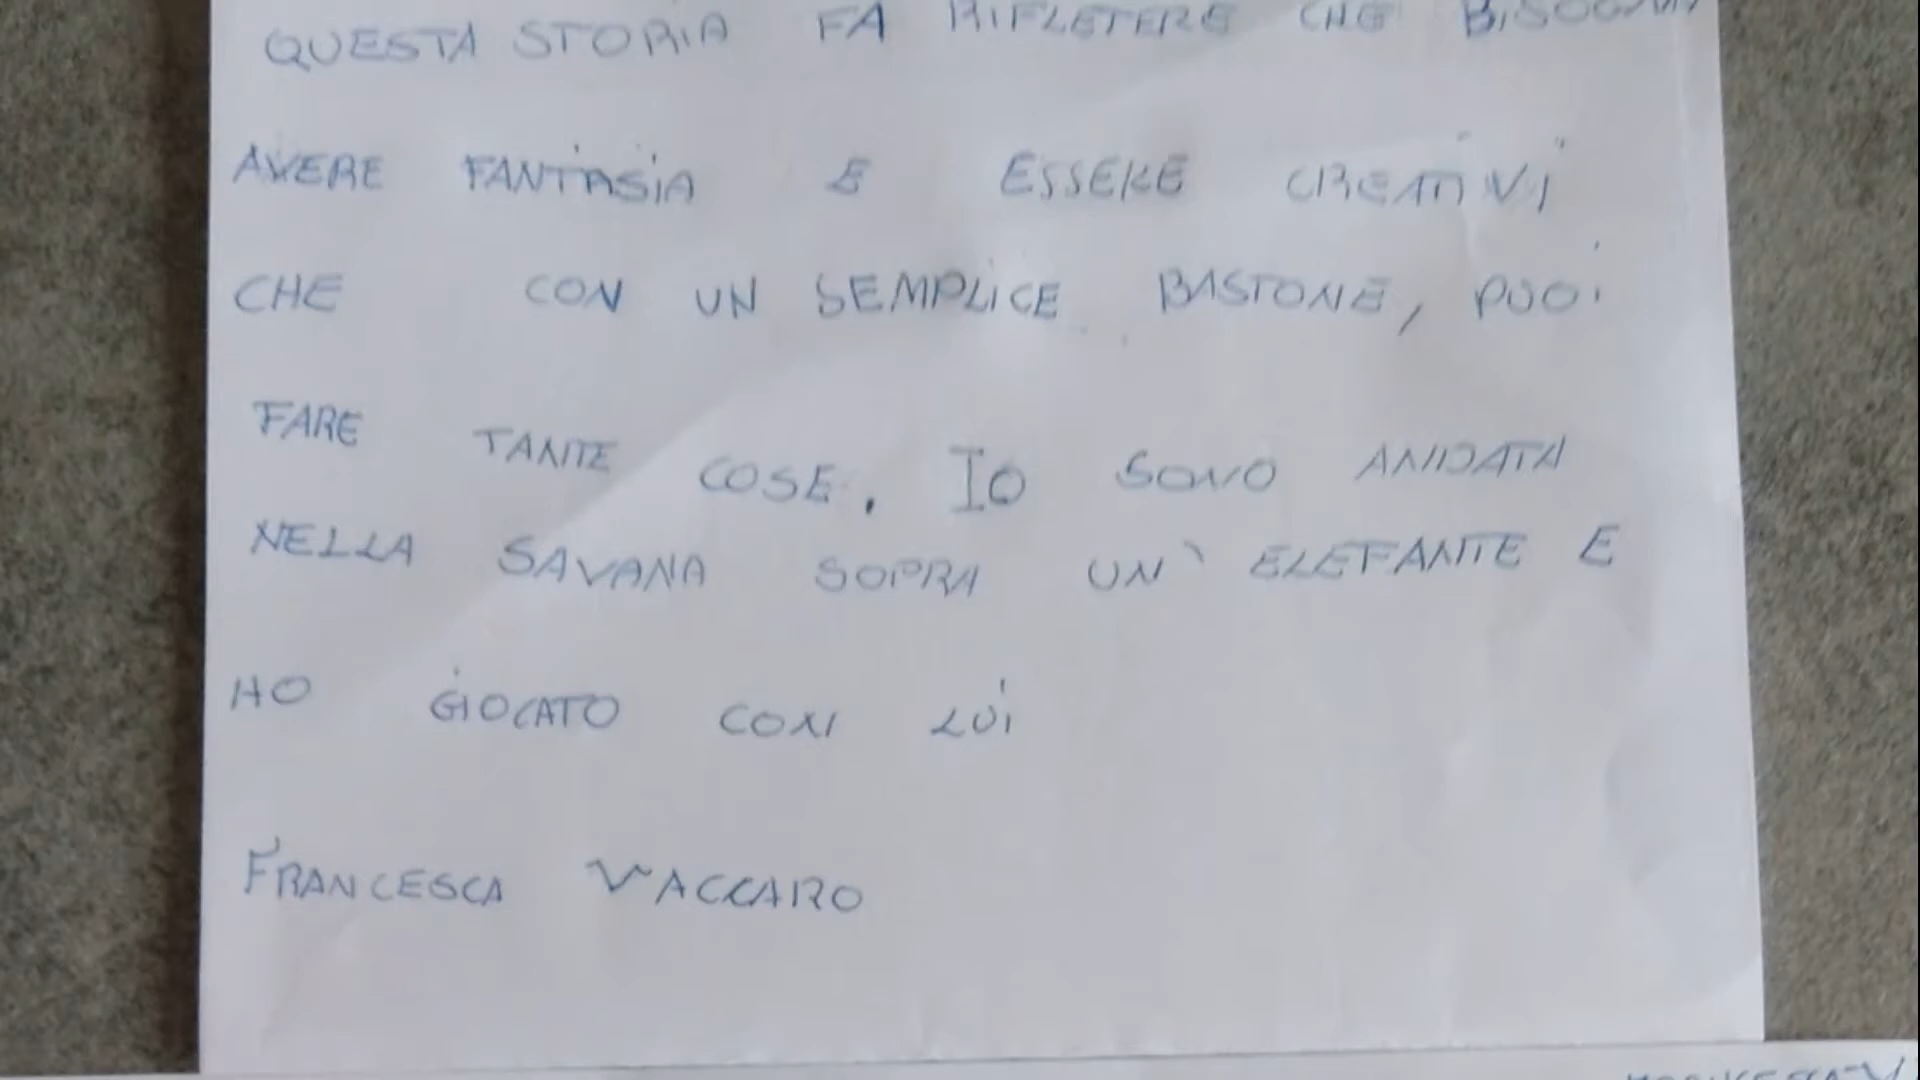 QUESTA STORIA FA RIFLETERE CHE BISOGNA
AVERE FANTASIA E ESSERE CREATIVI
CHE CON UN SEMPLICE BASTONE, PUOI
FARE TANTE COSE. IO SONO ANDATA
NELLA SAVANA SOPRA UN' ELEFANTE E
HO GIOCATO CON LUI
FRANCESCA VACCARO